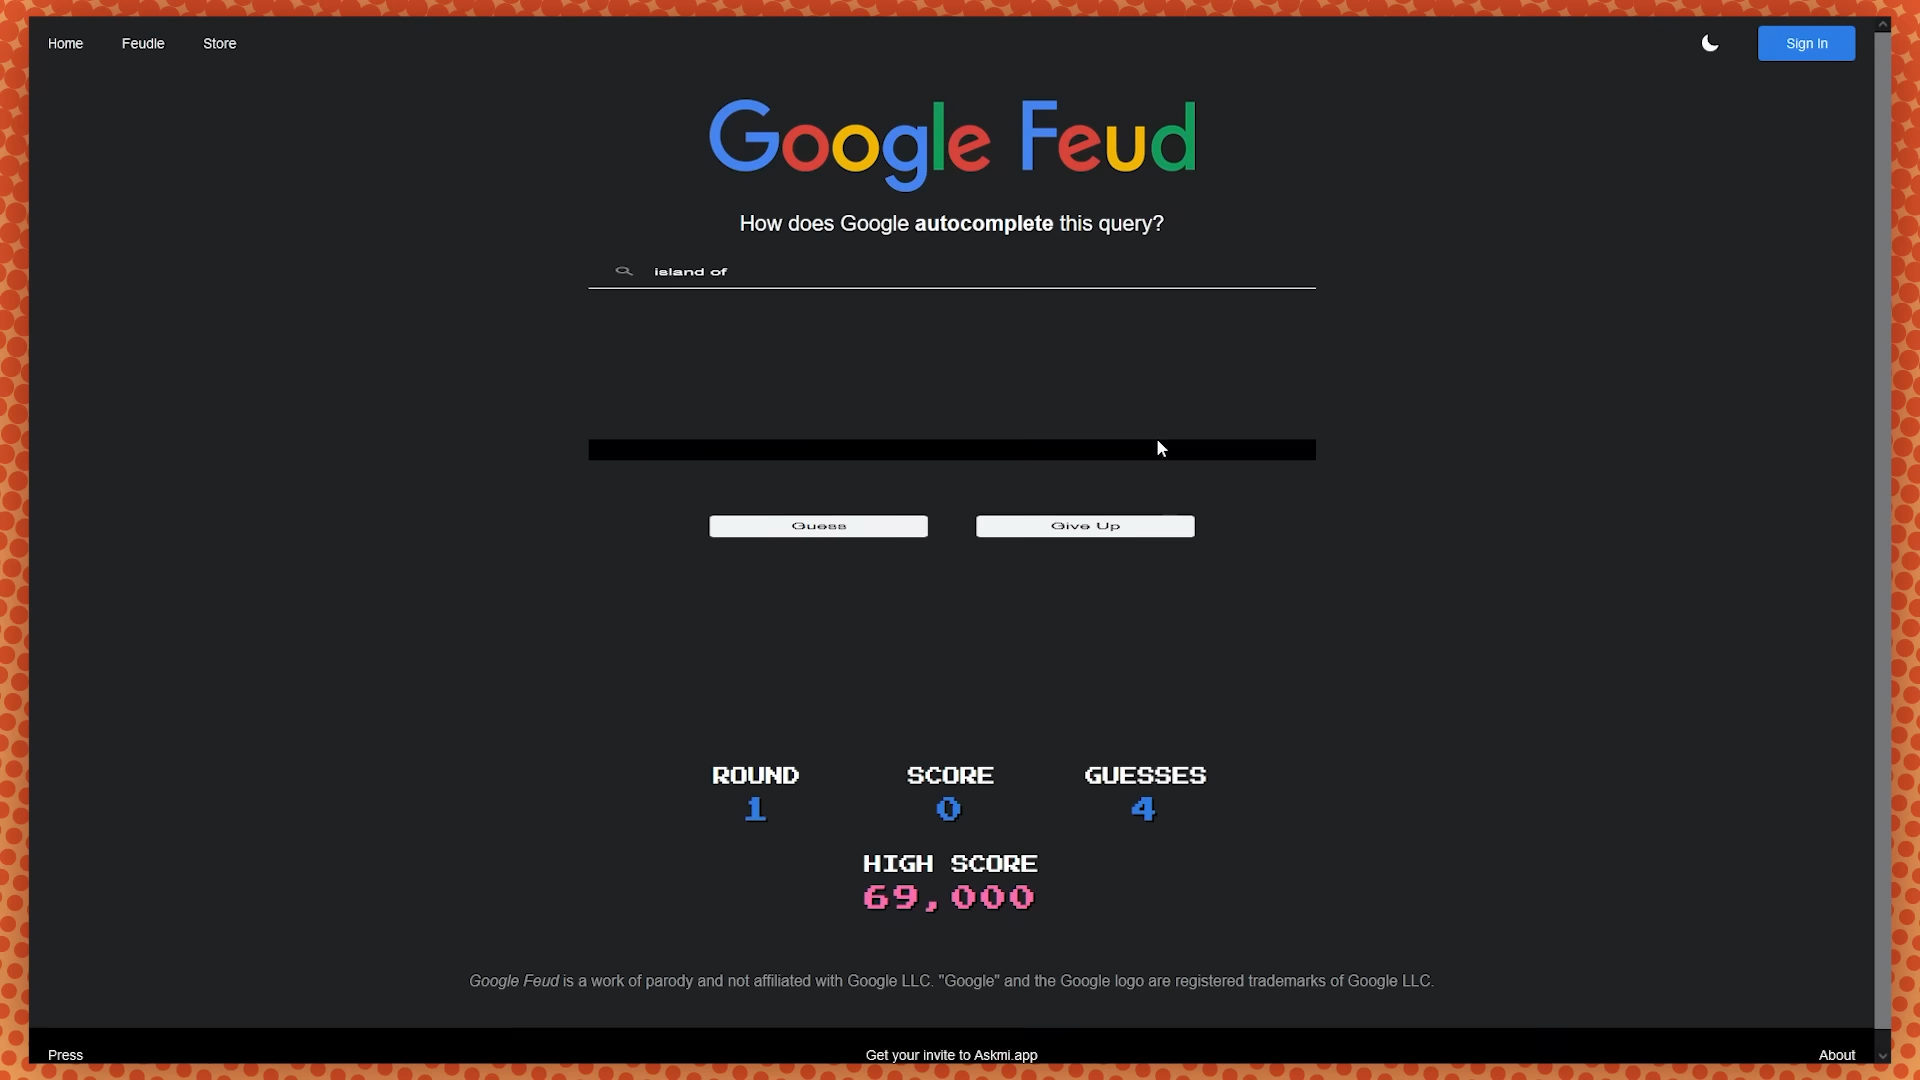 Home Feudle Store Sign In
Google Feud
How does Google autocomplete this query?
island of
Guess Give Up
ROUND SCORE GUESSES
1 0 4
HIGH SCORE
69,000
Google Feud is a work of parody and not affiliated with Google LLC. "Google" and the Google logo are registered trademarks of Google LLC.
Press Get your invite to Askmi.app About